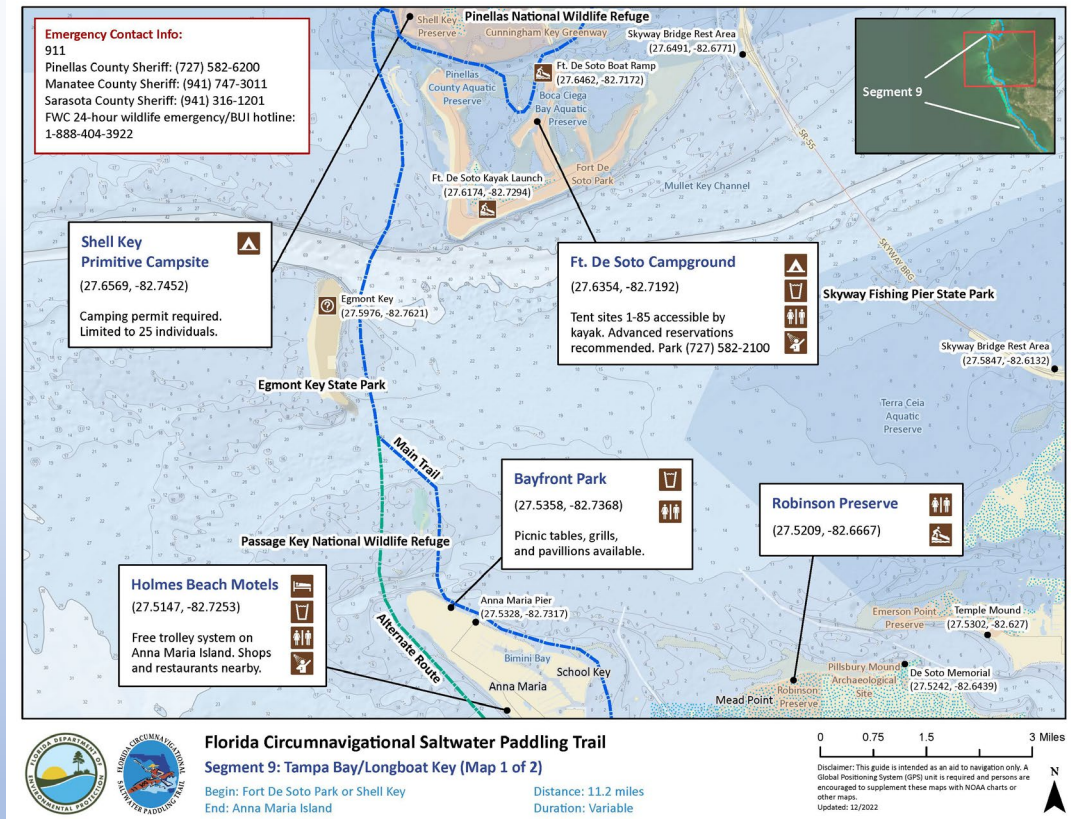 Emergency Contact Info:
911
Pinellas County Sheriff: (727) 582-6200
Manatee County Sheriff: (941) 747-3011
Sarasota County Sheriff: (941) 316-1201
FWC 24-hour wildlife emergency/BUI hotline:
1-888-404-3922
Shell Key
Preserve
Pinellas National Wildlife Refuge
Cunningham Key Greenway
Skyway Bridge Rest Area
(27.6491, -82.6771)
Pinellas
County Aquatic
Preserve
Ft. De Soto Boat Ramp
(27.6462, -82.7172)
Boca Ciega
Bay Aquatic
Preserve
Segment 9
SR-55
Fort De
Soto Park
Ft. De Soto Kayak Launch
(27.6174, -82.7294)
Mullet Key Channel
Shell Key
Primitive Campsite
(27.6569, -82.7452)
Camping permit required.
Limited to 25 individuals.
Ft. De Soto Campground
(27.6354, -82.7192)
Tent sites 1-85 accessible by
kayak. Advanced reservations
recommended. Park (727) 582-2100
SKYWAY BRG
Skyway Fishing Pier State Park
Egmont Key
(27.5976, -82.7621)
Skyway Bridge Rest Area
(27.5847, -82.6132)
Egmont Key State Park
Terra Ceia
Aquatic
Preserve
Main Trail
Bayfront Park
(27.5358, -82.7368)
Picnic tables, grills,
and pavillions available.
Robinson Preserve
(27.5209, -82.6667)
Passage Key National Wildlife Refuge
Holmes Beach Motels
(27.5147, -82.7253)
Free trolley system on
Anna Maria Island. Shops
and restaurants nearby.
Alternate Route
Anna Maria Pier
(27.5328, -82.7317)
Bimini Bay
School Key
Anna Maria
Emerson Point
Preserve
Temple Mound
(27.5302, -82.627)
Pillsbury Mound
Archaeological
Site
De Soto Memorial
(27.5242, -82.6439)
Mead Point
Robinson
Preserve
FLORIDA DEPARTMENT OF
ENVIRONMENTAL PROTECTION
FLORIDA CIRCUMNAVIGATIONAL
SALTWATER PADDLING TRAIL
Florida Circumnavigational Saltwater Paddling Trail
Segment 9: Tampa Bay/Longboat Key (Map 1 of 2)
Begin: Fort De Soto Park or Shell Key
End: Anna Maria Island
Distance: 11.2 miles
Duration: Variable
0 0.75 1.5 3 Miles
Disclaimer: This guide is intended as an aid to navigation only. A
Global Positioning System (GPS) unit is required and persons are
encouraged to supplement these maps with NOAA charts or
other maps.
Updated: 12/2022
N